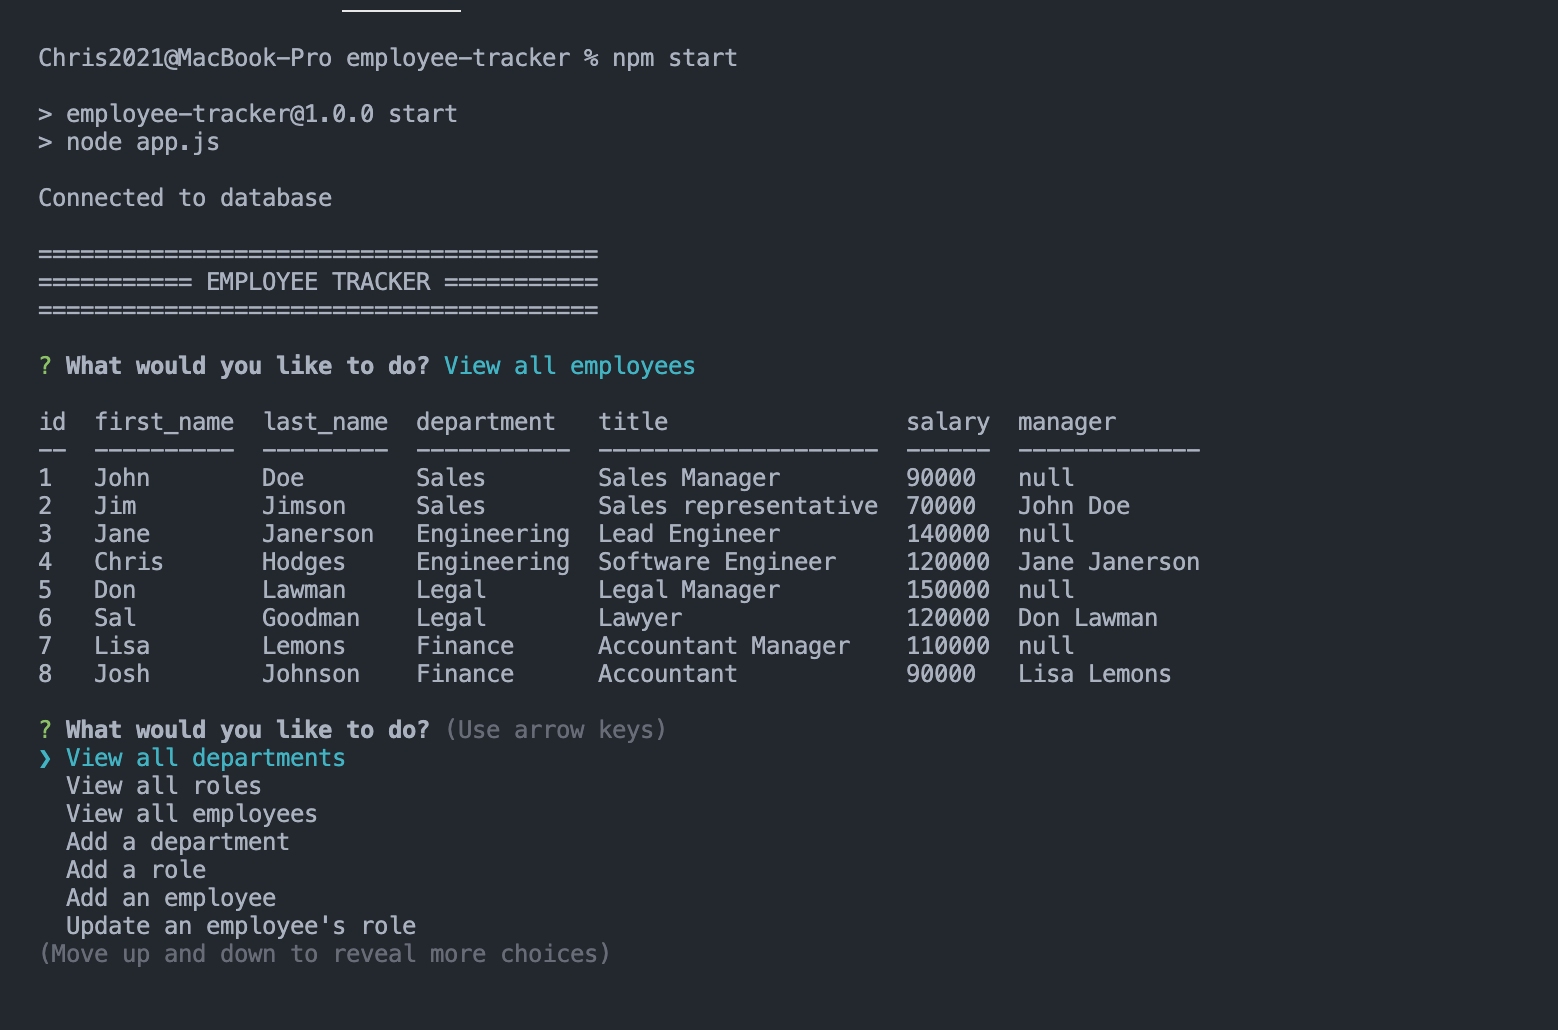 Chris2021@MacBook-Pro employee-tracker % npm start
> employee-tracker@1.0.0 start
> node app.js
Connected to database
========================================
=========== EMPLOYEE TRACKER ===========
========================================
? What would you like to do? View all employees
id  first_name  last_name  department   title                 salary  manager
--  ----------  ---------  -----------  --------------------  ------  -------------
1   John        Doe        Sales        Sales Manager         90000   null
2   Jim         Jimson     Sales        Sales representative  70000   John Doe
3   Jane        Janerson   Engineering  Lead Engineer         140000  null
4   Chris       Hodges     Engineering  Software Engineer     120000  Jane Janerson
5   Don         Lawman     Legal        Legal Manager         150000  null
6   Sal         Goodman    Legal        Lawyer                120000  Don Lawman
7   Lisa        Lemons     Finance      Accountant Manager    110000  null
8   Josh        Johnson    Finance      Accountant            90000   Lisa Lemons
? What would you like to do? (Use arrow keys)
❯ View all departments
  View all roles
  View all employees
  Add a department
  Add a role
  Add an employee
  Update an employee's role
(Move up and down to reveal more choices)